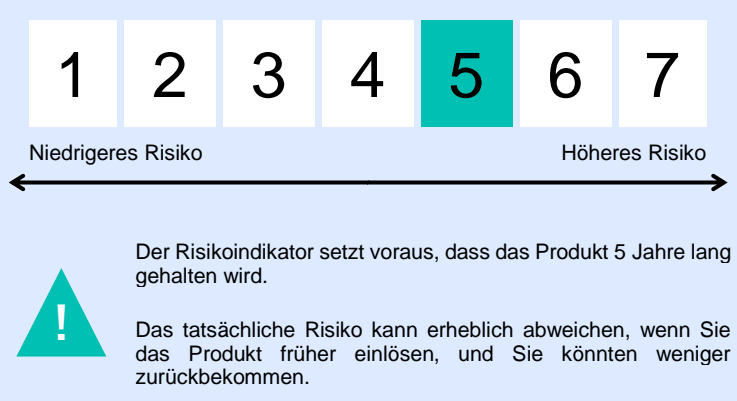 1 2 3 4 5 6 7
Niedrigeres Risiko Höheres Risiko
Der Risikoindikator setzt voraus, dass das Produkt 5 Jahre lang
gehalten wird.
!
Das tatsächliche Risiko kann erheblich abweichen, wenn Sie
das Produkt früher einlösen, und Sie könnten weniger
zurückbekommen.